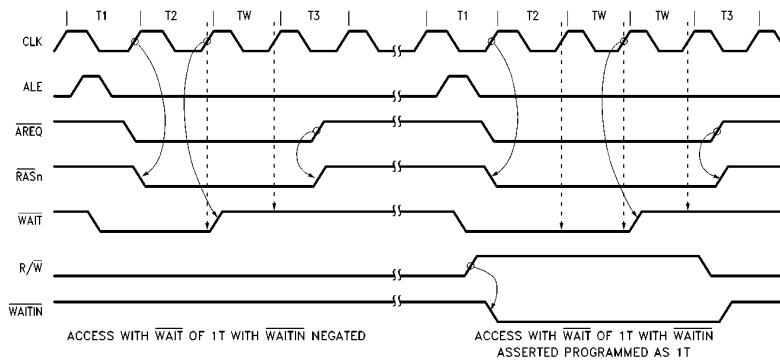 T1 T2 TW T3 T1 T2 TW TW T3
CLK
ALE
AREQ
RASn
WAIT
R/W
WAITIN
ACCESS WITH WAIT OF 1T WITH WAITIN NEGATED
ACCESS WITH WAIT OF 1T WITH WAITIN
ASSERTED PROGRAMMED AS 1T